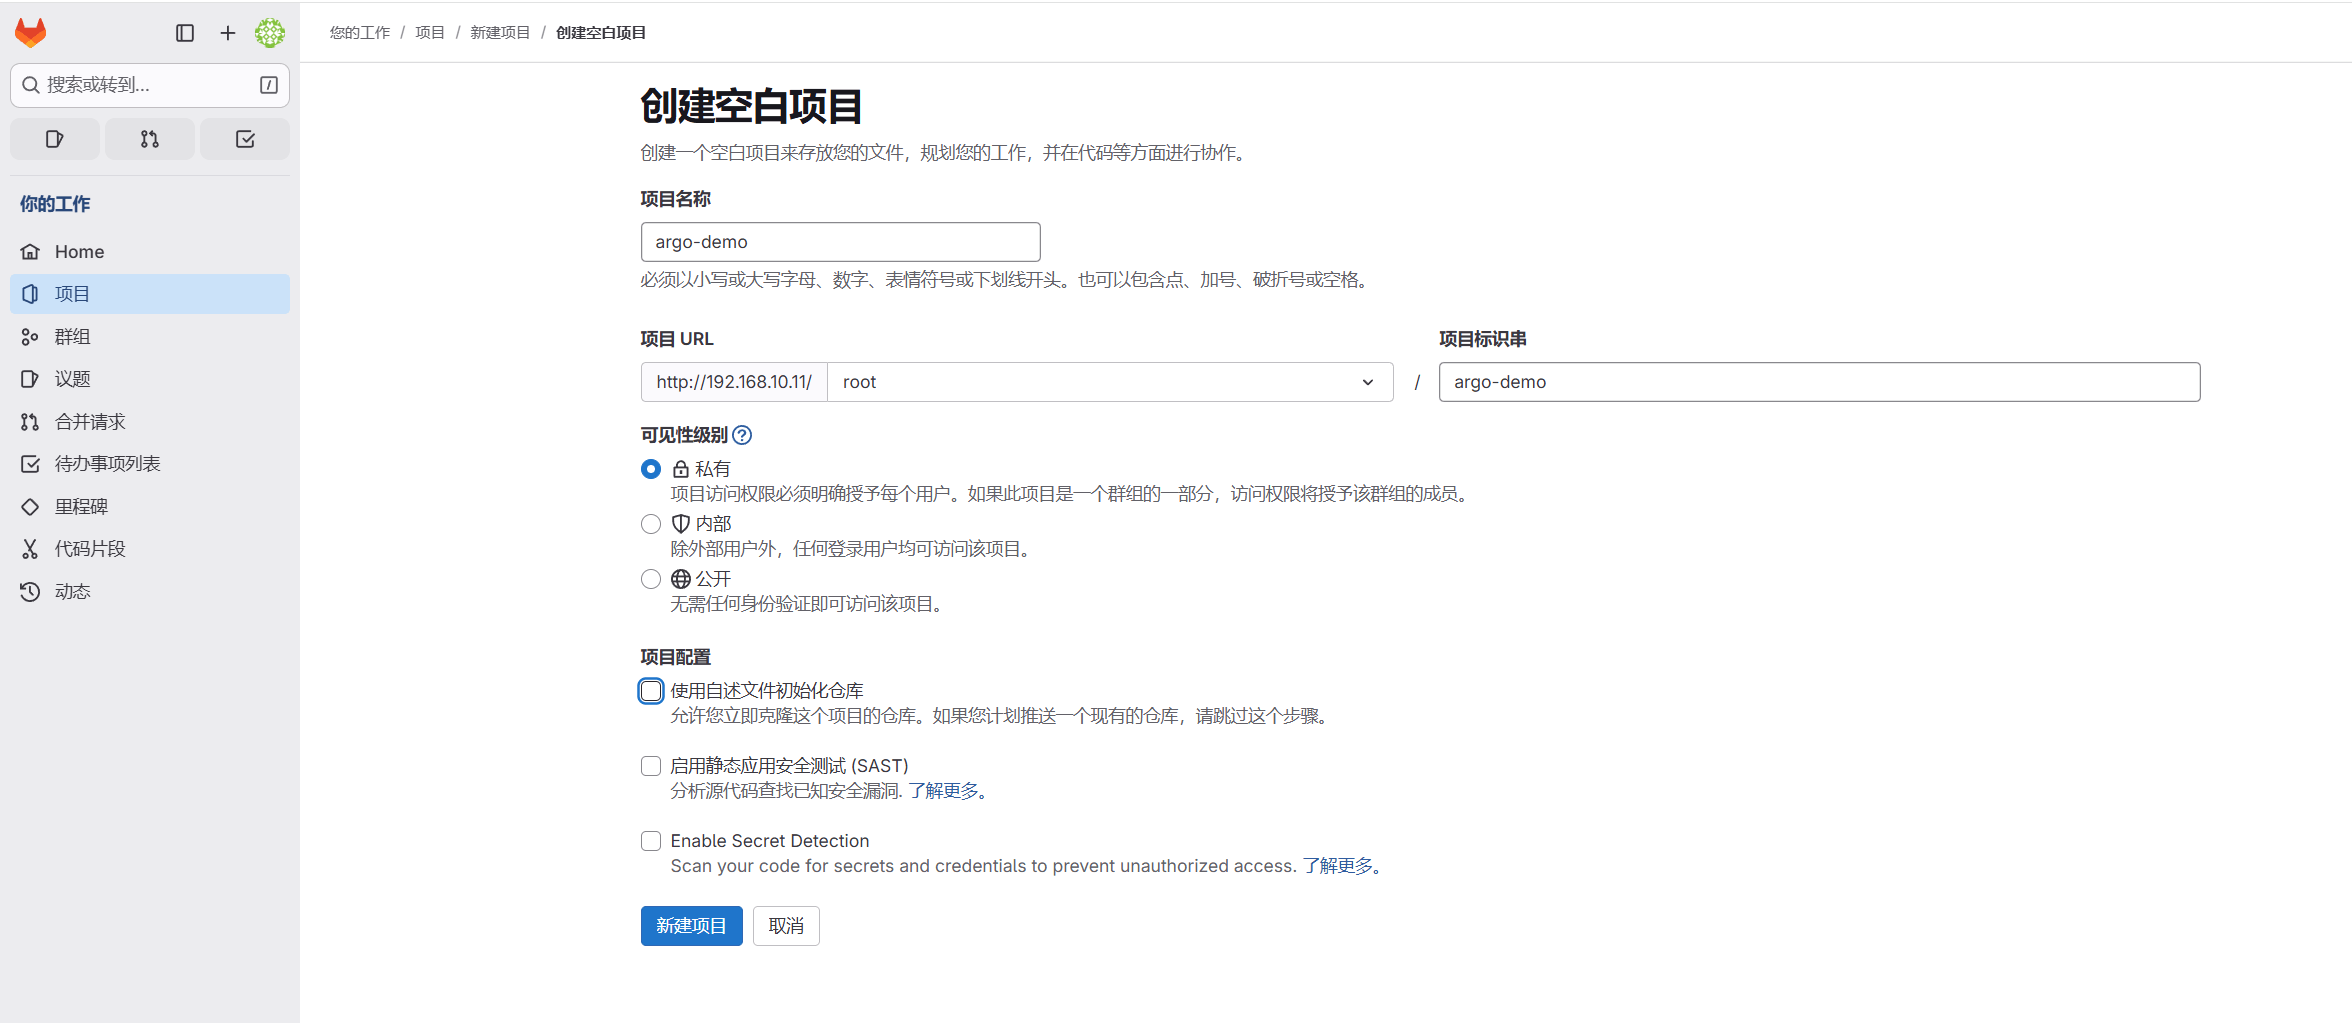 您的工作 / 项目 / 新建项目 / 创建空白项目
搜索或转到... /
你的工作
Home
项目
群组
议题
合并请求
待办事项列表
里程碑
代码片段
动态
创建空白项目
创建一个空白项目来存放您的文件，规划您的工作，并在代码等方面进行协作。
项目名称
argo-demo
必须以小写或大写字母、数字、表情符号或下划线开头。也可以包含点、加号、破折号或空格。
项目 URL 项目标识串
http://192.168.10.11/ root / argo-demo
可见性级别 ?
私有
项目访问权限必须明确授予每个用户。如果此项目是一个群组的一部分，访问权限将授予该群组的成员。
内部
除外部用户外，任何登录用户均可访问该项目。
公开
无需任何身份验证即可访问该项目。
项目配置
使用自述文件初始化仓库
允许您立即克隆这个项目的仓库。如果您计划推送一个现有的仓库，请跳过这个步骤。
启用静态应用安全测试 (SAST)
分析源代码查找已知安全漏洞. 了解更多。
Enable Secret Detection
Scan your code for secrets and credentials to prevent unauthorized access. 了解更多。
新建项目 取消